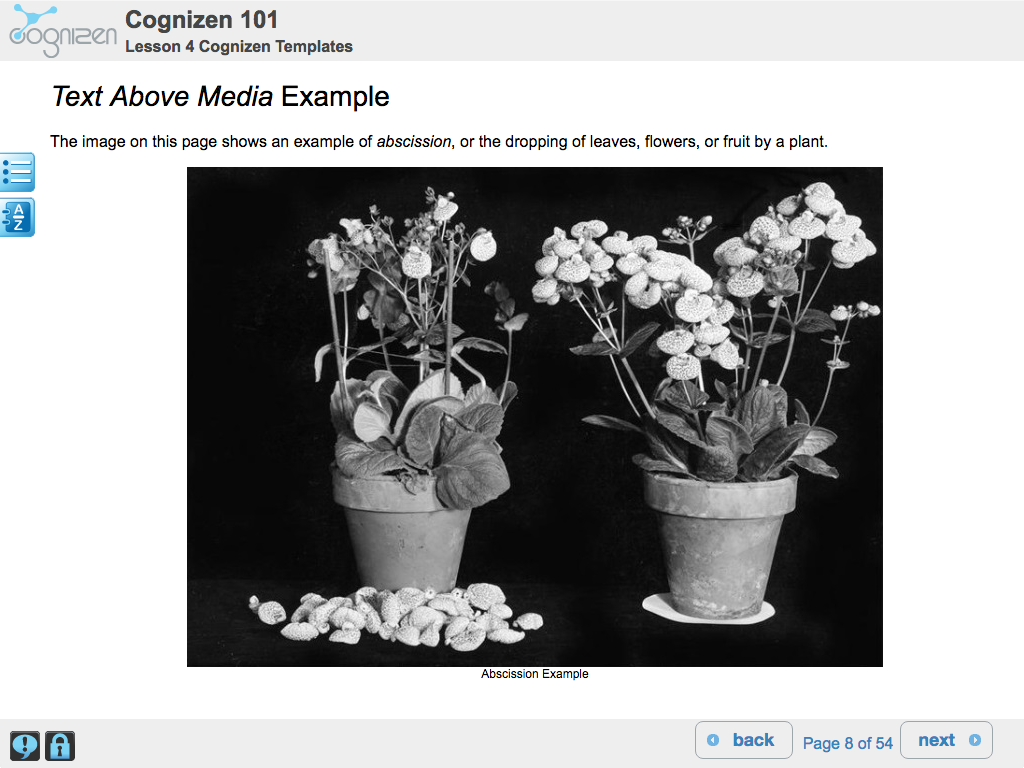 cognizen
Cognizen 101
Lesson 4 Cognizen Templates
Text Above Media Example
The image on this page shows an example of abscission, or the dropping of leaves, flowers, or fruit by a plant.
A
Z
Abscission Example
back
Page 8 of 54
next